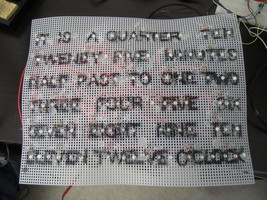 IT IS A QUARTER TEN
TWENTY FIVE MINUTES
HALF PAST TO ONE TWO
THREE FOUR FIVE SIX
SEVEN EIGHT NINE TEN
ELEVEN TWELVE OCLOCK